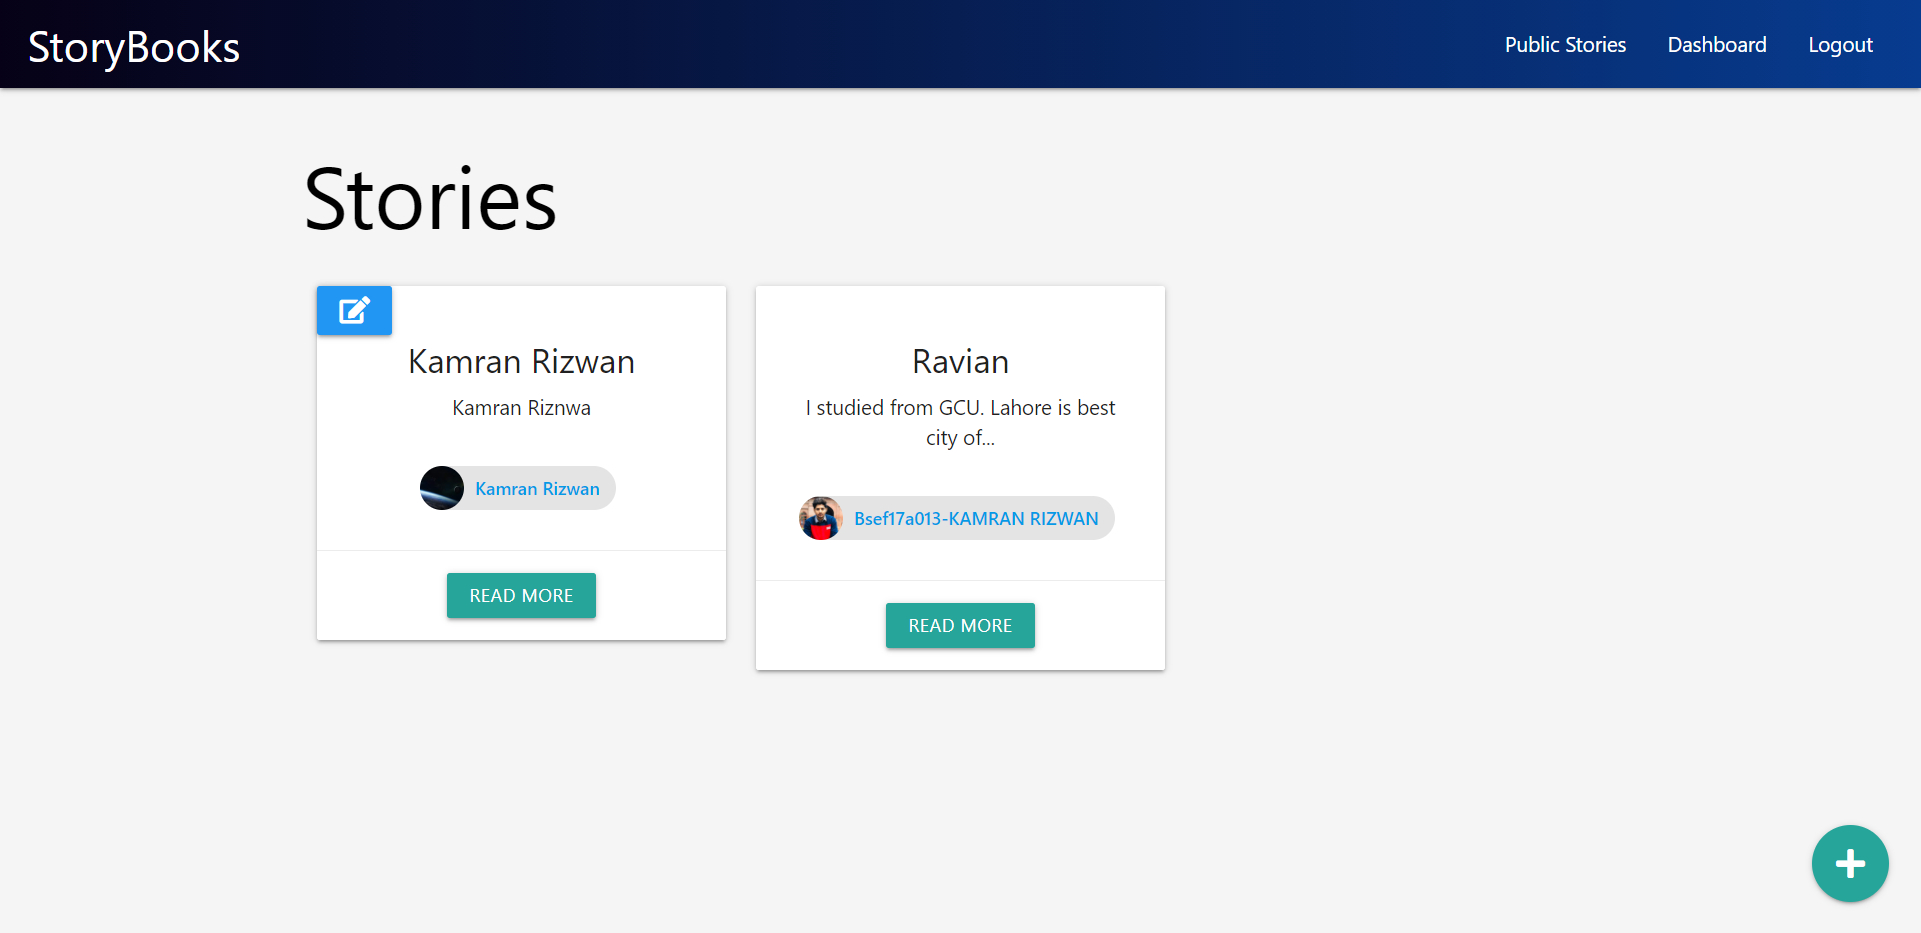 StoryBooks
Public Stories
Dashboard
Logout
Stories
Kamran Rizwan
Kamran Riznwa
Kamran Rizwan
READ MORE
Ravian
I studied from GCU. Lahore is best
city of...
Bsef17a013-KAMRAN RIZWAN
READ MORE